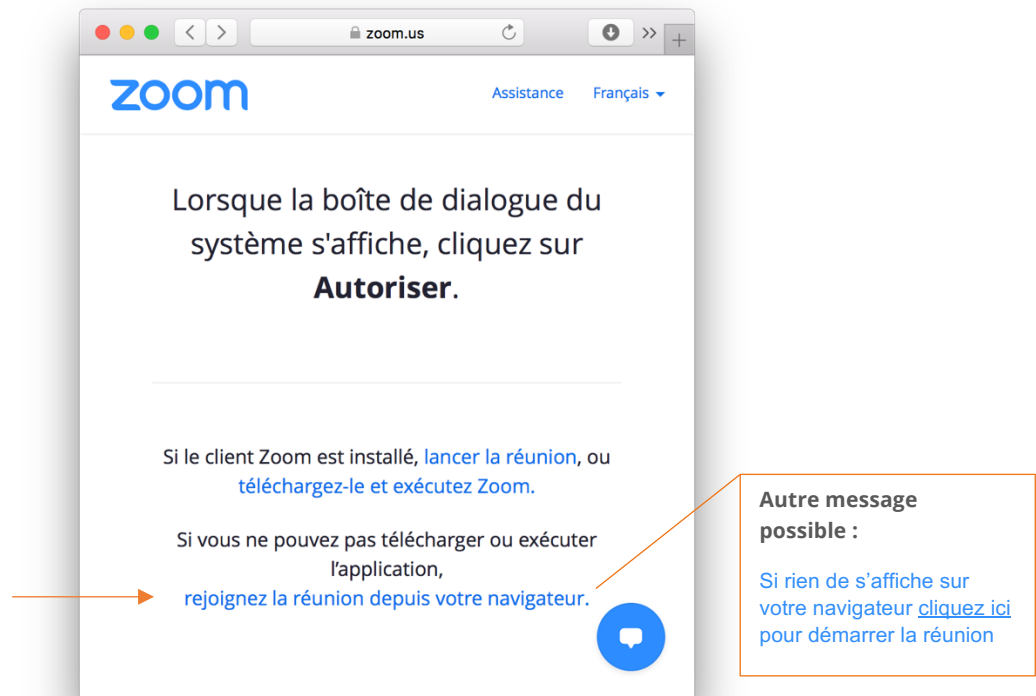 zoom.us
zoom
Assistance Français
Lorsque la boîte de dialogue du
système s'affiche, cliquez sur
Autoriser.
Si le client Zoom est installé, lancer la réunion, ou
téléchargez-le et exécutez Zoom.
Si vous ne pouvez pas télécharger ou exécuter
l'application,
rejoignez la réunion depuis votre navigateur.
Autre message
possible :
Si rien de s’affiche sur
votre navigateur cliquez ici
pour démarrer la réunion